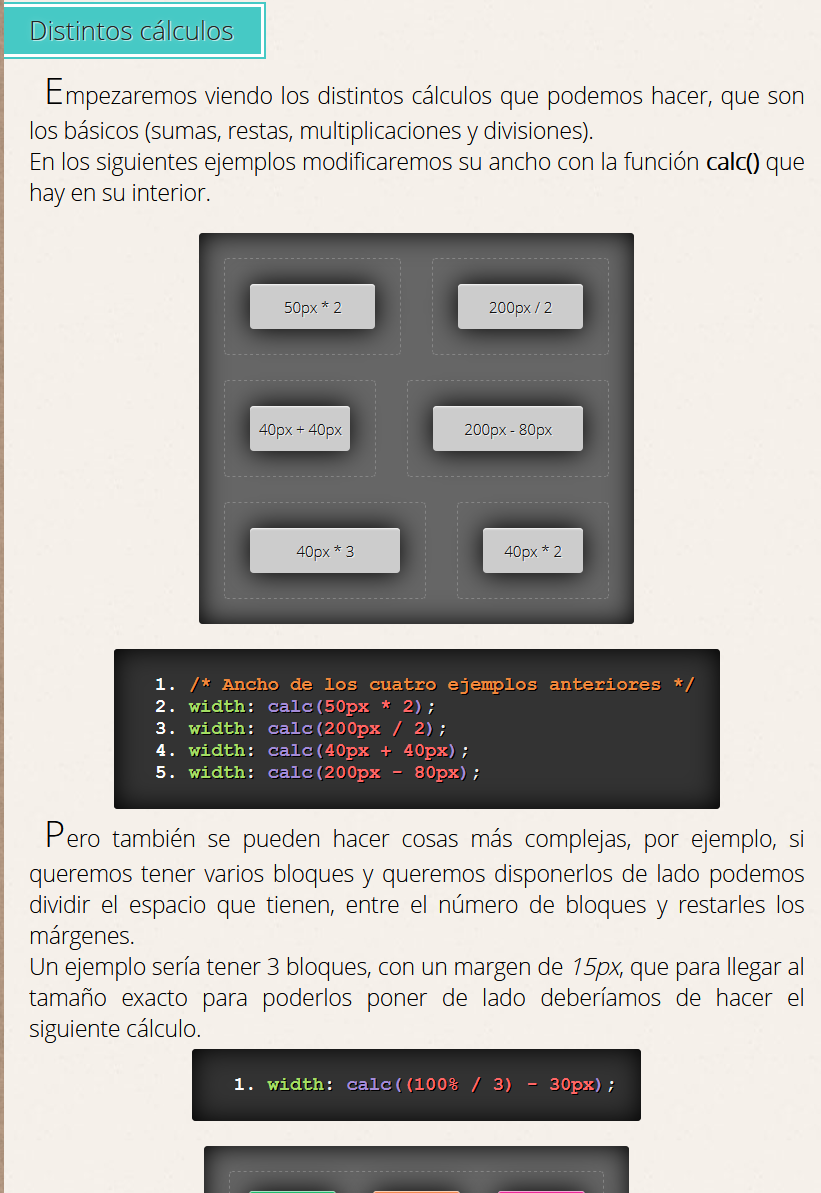 Distintos cálculos
Empezaremos viendo los distintos cálculos que podemos hacer, que son
los básicos (sumas, restas, multiplicaciones y divisiones).
En los siguientes ejemplos modificaremos su ancho con la función calc() que
hay en su interior.
50px * 2
200px / 2
40px + 40px
200px - 80px
40px * 3
40px * 2
1. /* Ancho de los cuatro ejemplos anteriores */
2. width: calc(50px * 2);
3. width: calc(200px / 2);
4. width: calc(40px + 40px);
5. width: calc(200px - 80px);
Pero también se pueden hacer cosas más complejas, por ejemplo, si
queremos tener varios bloques y queremos disponerlos de lado podemos
dividir el espacio que tienen, entre el número de bloques y restarles los
márgenes.
Un ejemplo sería tener 3 bloques, con un margen de 15px, que para llegar al
tamaño exacto para poderlos poner de lado deberíamos de hacer el
siguiente cálculo.
1. width: calc((100% / 3) - 30px);